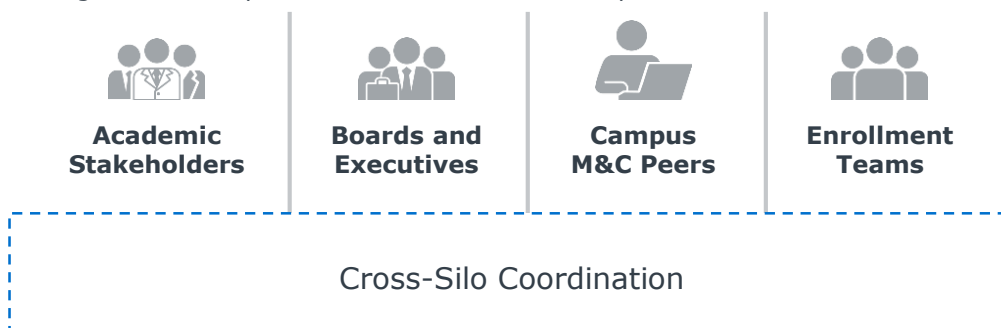 Academic
Stakeholders
Boards and
Executives
Campus
M&C Peers
Enrollment
Teams
Cross-Silo Coordination